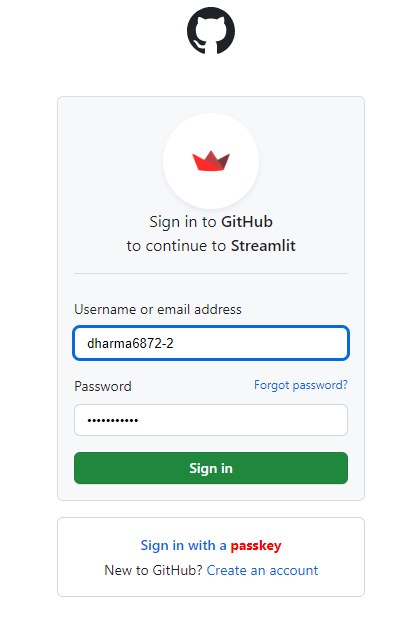 Sign in to GitHub
to continue to Streamlit
Username or email address
dharma6872-2
Password Forgot password?
•••••••••••
Sign in
Sign in with a passkey
New to GitHub? Create an account